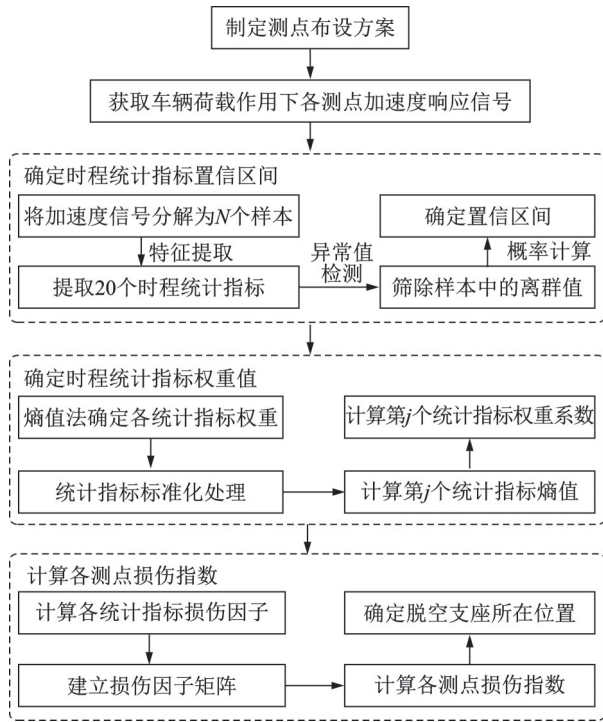 制定测点布设方案
获取车辆荷载作用下各测点加速度响应信号
确定时程统计指标置信区间
将加速度信号分解为N个样本
特征提取
提取20个时程统计指标
异常值
检测
筛除样本中的离群值
概率计算
确定置信区间
确定时程统计指标权重值
熵值法确定各统计指标权重
统计指标标准化处理
计算第j个统计指标熵值
计算第j个统计指标权重系数
计算各测点损伤指数
计算各统计指标损伤因子
建立损伤因子矩阵
计算各测点损伤指数
确定脱空支座所在位置